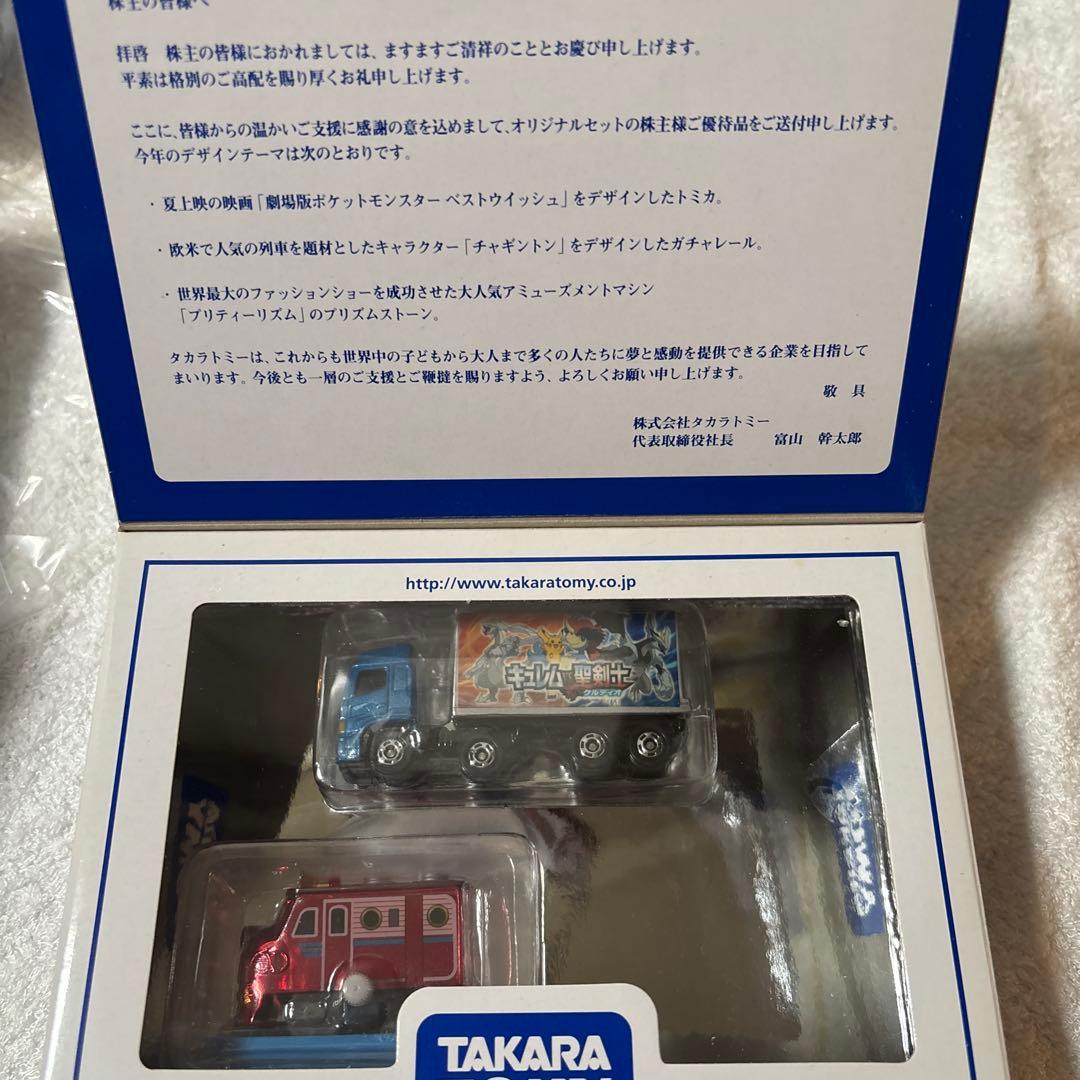 株主の皆様へ
拝啓 株主の皆様におかれましては、ますますご清祥のこととお慶び申し上げます。
平素は格別のご高配を賜り厚くお礼申し上げます。
ここに、皆様からの温かいご支援に感謝の意を込めまして、オリジナルセットの株主様ご優待品をご送付申し上げます。
今年のデザインテーマは次のとおりです。
・夏上映の映画「劇場版ポケットモンスター ベストウイッシュ」をデザインしたトミカ。
・欧米で人気の列車を題材としたキャラクター「チャギントン」をデザインしたガチャレール。
・世界最大のファッションショーを成功させた大人気アミューズメントマシン
「プリティーリズム」のプリズムストーン。
タカラトミーは、これからも世界中の子どもから大人まで多くの人たちに夢と感動を提供できる企業を目指して
まいります。今後とも一層のご支援とご鞭撻を賜りますよう、よろしくお願い申し上げます。
敬 具
株式会社タカラトミー
代表取締役社長 富山 幹太郎
http://www.takaratomy.co.jp
キュレム 聖剣士
ケルディオ
TAKARA